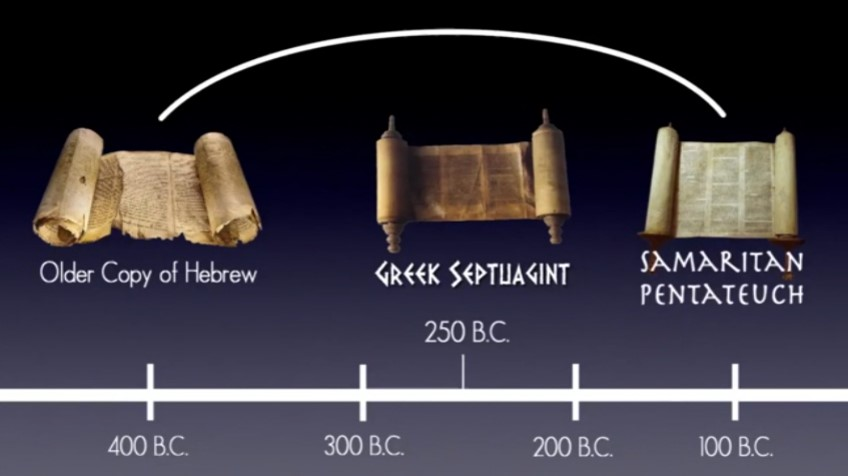 Older Copy of Hebrew
GREEK SEPTUAGINT
SAMARITAN
PENTATEUCH
250 B.C.
400 B.C.
300 B.C.
200 B.C.
100 B.C.